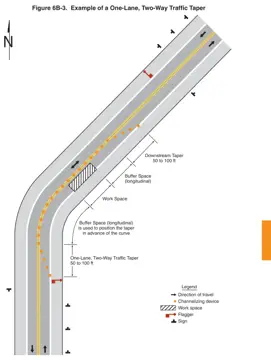 Figure 6B-3. Example of a One-Lane, Two-Way Traffic Taper
N
Downstream Taper
50 to 100 ft
Buffer Space
(longitudinal)
Work Space
Buffer Space (longitudinal)
is used to position the taper
in advance of the curve
One-Lane, Two-Way Traffic Taper
50 to 100 ft
Legend
Direction of travel
Channelizing device
Work space
Flagger
Sign